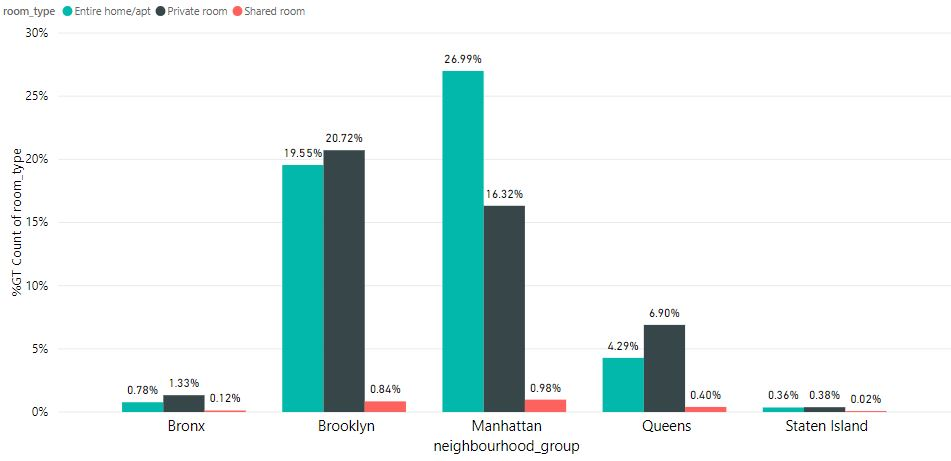 room_type Entire home/apt Private room Shared room
30%
25%
20%
15%
10%
5%
0%
%GT Count of room_type
0.78% 1.33% 0.12%
19.55% 20.72% 0.84%
26.99% 16.32% 0.98%
4.29% 6.90% 0.40%
0.36% 0.38% 0.02%
Bronx Brooklyn Manhattan Queens Staten Island
neighbourhood_group